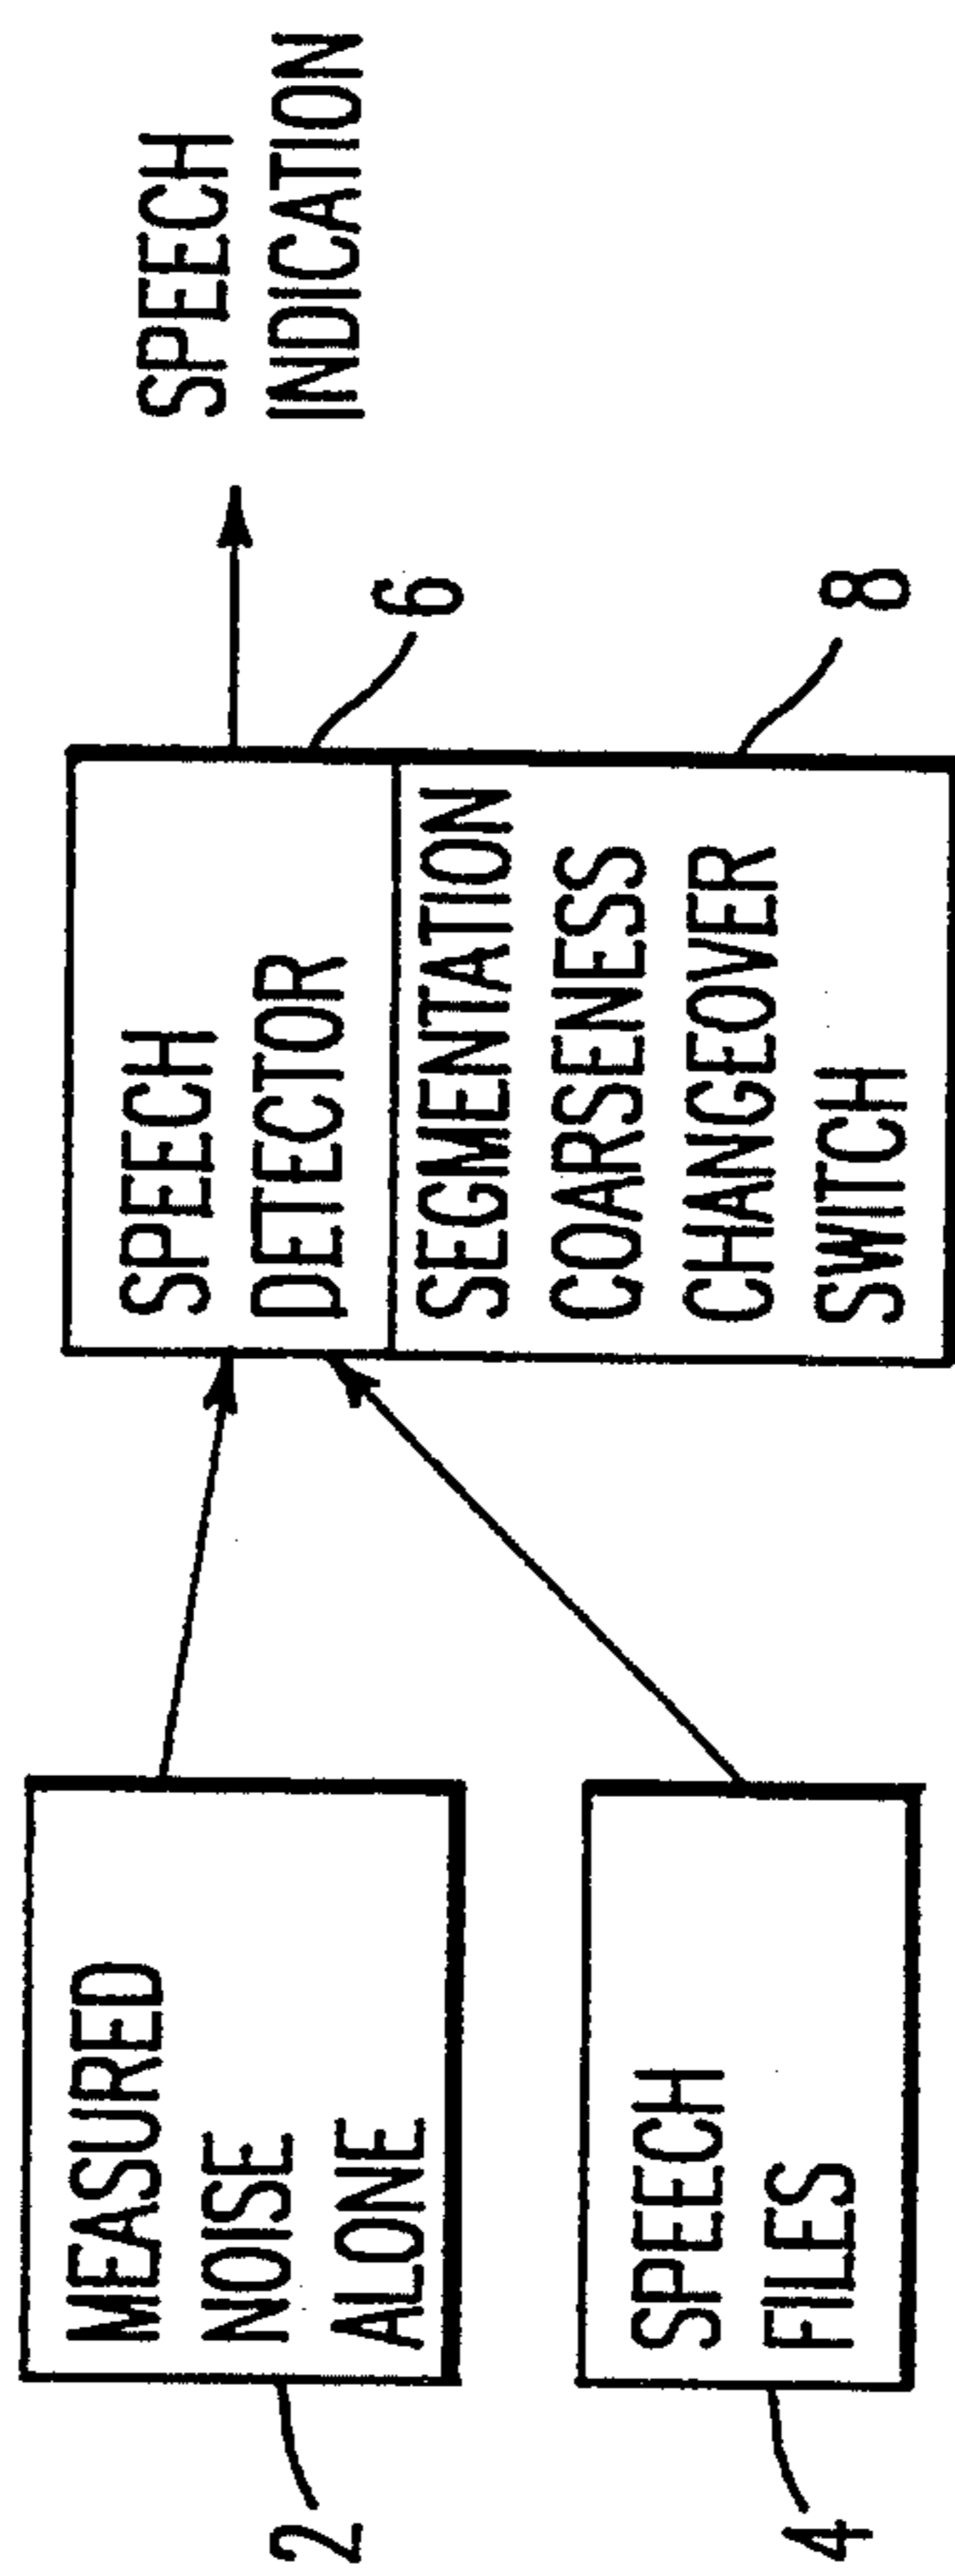 MEASURED
NOISE
ALONE
2
SPEECH
FILES
4
SPEECH
DETECTOR
6
SEGMENTATION
COARSENESS
CHANGEOVER
SWITCH
8
SPEECH
INDICATION